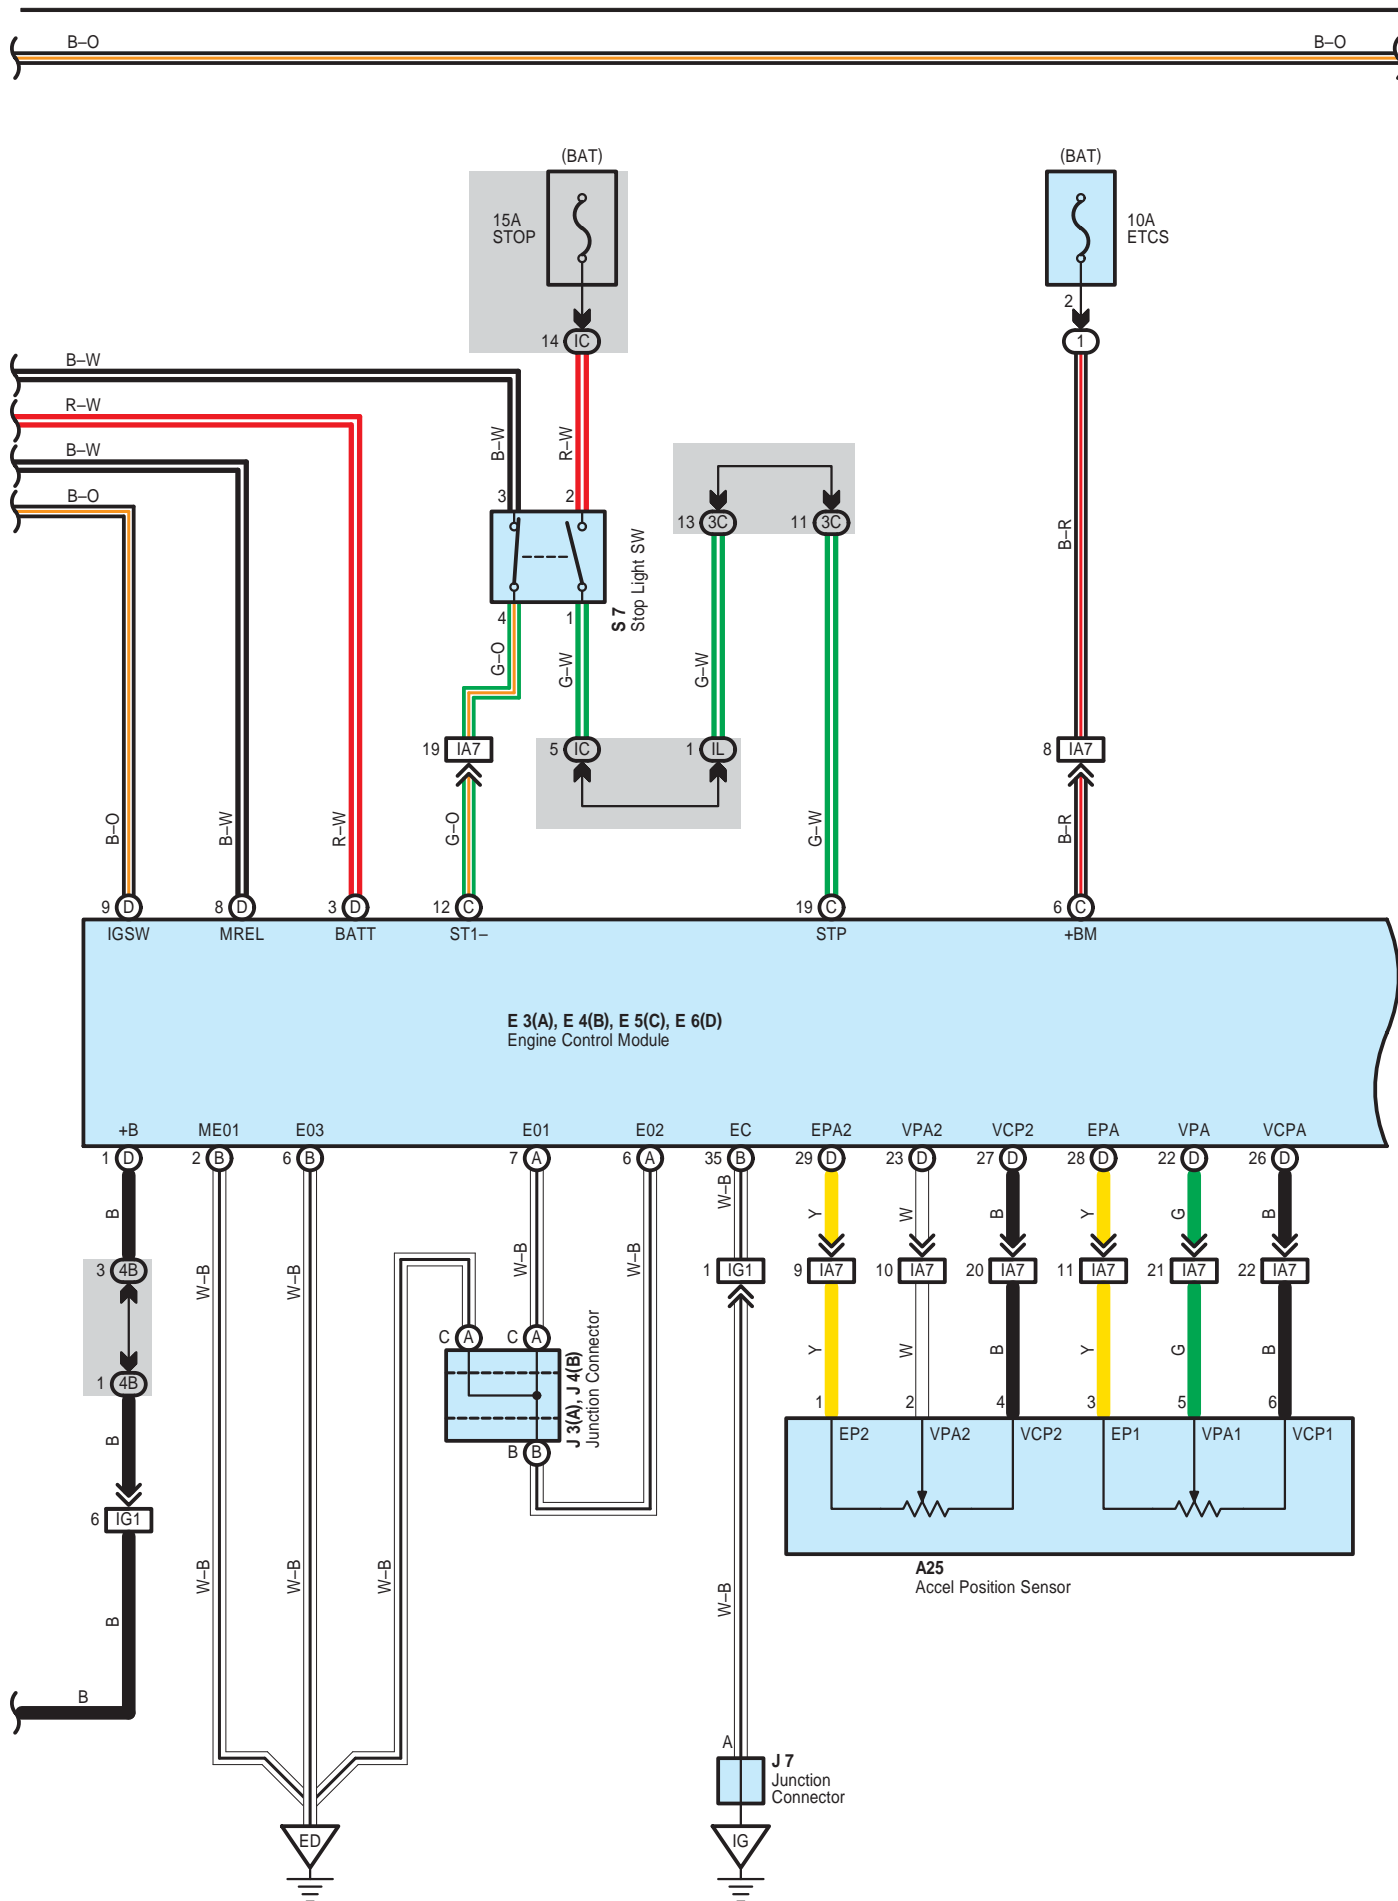 B–O B–O
(BAT) (BAT)
15A
STOP
10A
ETCS
2
14 IC 1
B–W
R–W
B–W
B–O
B–W R–W
3 2
13 3C 11 3C
B–R
S 7
Stop Light SW
4 1
G–O G–W G–W
19 IA7 5 IC 1 IL 8 IA7
B–O B–W R–W G–O G–W B–R
9 D 8 D 3 D 12 C 19 C 6 C
IGSW MREL BATT ST1– STP +BM
E 3(A), E 4(B), E 5(C), E 6(D)
Engine Control Module
+B ME01 E03 E01 E02 EC EPA2 VPA2 VCP2 EPA VPA VCPA
1 D 2 B 6 B 7 A 6 A 35 B 29 D 23 D 27 D 28 D 22 D 26 D
B W–B Y W B Y G B
W–B W–B W–B W–B
3 4B 1 IG1 9 IA7 10 IA7 20 IA7 11 IA7 21 IA7 22 IA7
C A C A
J 3(A), J 4(B)
Junction Connector
Y W B Y G B
1 4B
1 2 4 3 5 6
EP2 VPA2 VCP2 EP1 VPA1 VCP1
B
B B
6 IG1
W–B W–B W–B W–B
A25
Accel Position Sensor
B
B
A
J 7
Junction
Connector
ED IG